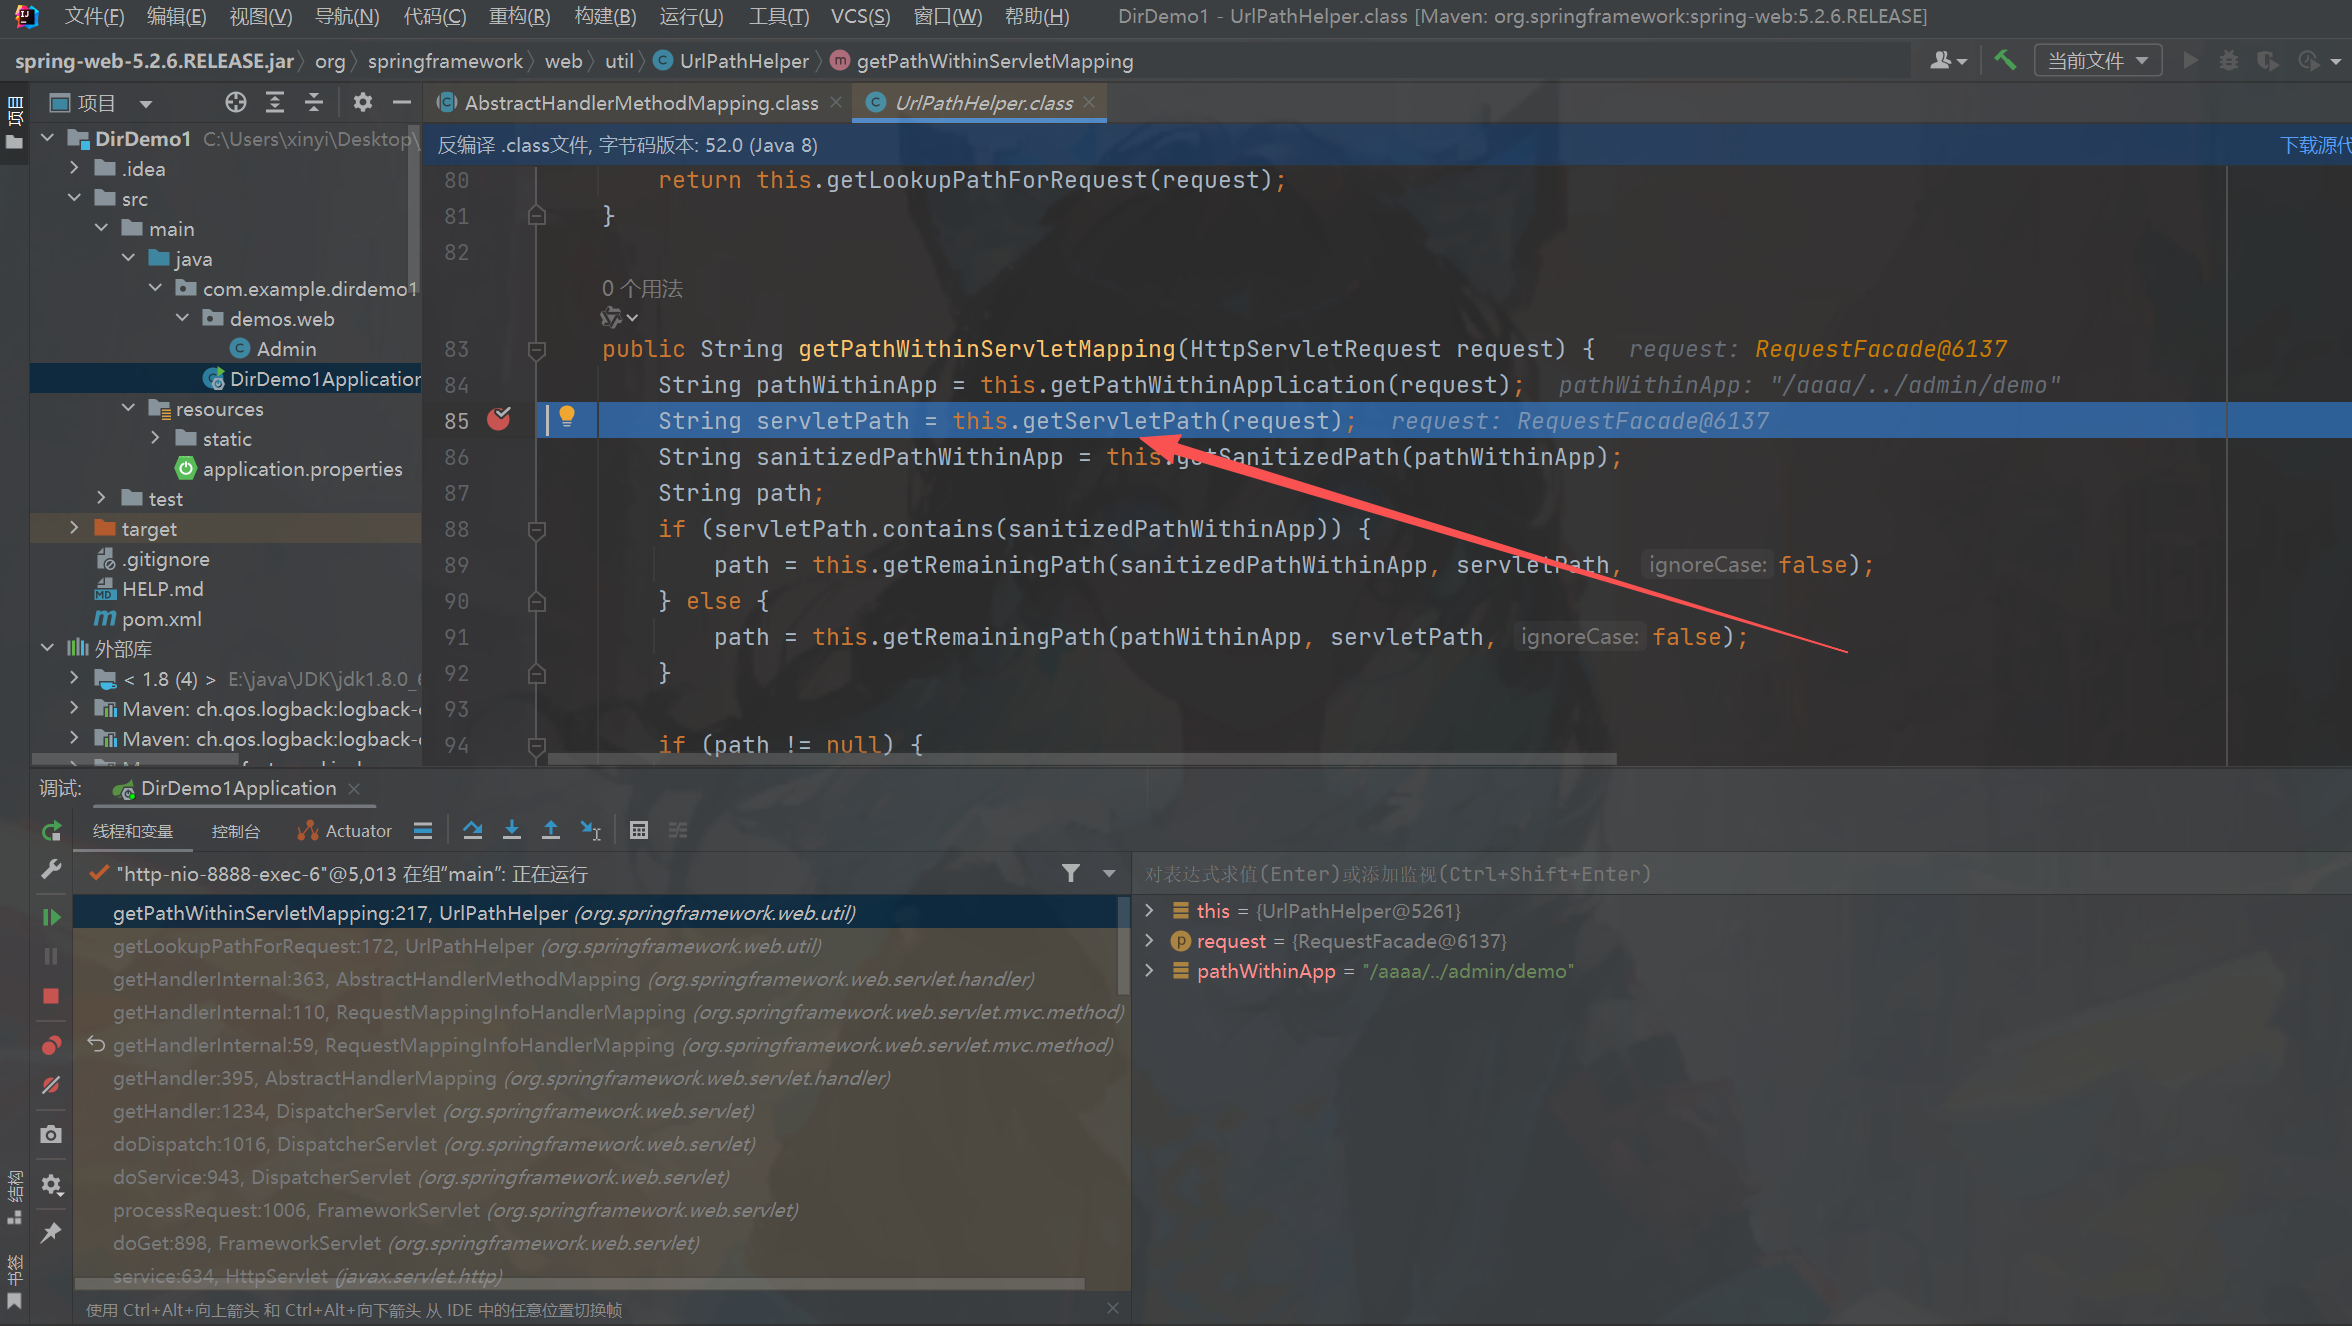 文件(F) 编辑(E) 视图(V) 导航(N) 代码(C) 重构(R) 构建(B) 运行(U) 工具(T) VCS(S) 窗口(W) 帮助(H) DirDemo1 - UrlPathHelper.class [Maven: org.springframework:spring-web:5.2.6.RELEASE]
spring-web-5.2.6.RELEASE.jar org springframework web util UrlPathHelper getPathWithinServletMapping 当前文件
项目
项目
AbstractHandlerMethodMapping.class UrlPathHelper.class
DirDemo1 C:\Users\xinyi\Desktop\
.idea
src
main
java
com.example.dirdemo1
demos.web
Admin
DirDemo1Application
resources
static
application.properties
test
target
.gitignore
HELP.md
pom.xml
外部库
< 1.8 (4) > E:\java\JDK\jdk1.8.0_
Maven: ch.qos.logback:logback-
Maven: ch.qos.logback:logback-
反编译 .class文件, 字节码版本: 52.0 (Java 8) 下载源代
80 return this.getLookupPathForRequest(request);
81 }
82
0 个用法
83 public String getPathWithinServletMapping(HttpServletRequest request) { request: RequestFacade@6137
84 String pathWithinApp = this.getPathWithinApplication(request); pathWithinApp: "/aaaa/../admin/demo"
85 String servletPath = this.getServletPath(request); request: RequestFacade@6137
86 String sanitizedPathWithinApp = this.getSanitizedPath(pathWithinApp);
87 String path;
88 if (servletPath.contains(sanitizedPathWithinApp)) {
89 path = this.getRemainingPath(sanitizedPathWithinApp, servletPath, ignoreCase: false);
90 } else {
91 path = this.getRemainingPath(pathWithinApp, servletPath, ignoreCase: false);
92 }
93
94 if (path != null) {
调试: DirDemo1Application
线程和变量 控制台 Actuator
"http-nio-8888-exec-6"@5,013 在组"main": 正在运行
getPathWithinServletMapping:217, UrlPathHelper (org.springframework.web.util)
getLookupPathForRequest:172, UrlPathHelper (org.springframework.web.util)
getHandlerInternal:363, AbstractHandlerMethodMapping (org.springframework.web.servlet.handler)
getHandlerInternal:110, RequestMappingInfoHandlerMapping (org.springframework.web.servlet.mvc.method)
getHandlerInternal:59, RequestMappingInfoHandlerMapping (org.springframework.web.servlet.mvc.method)
getHandler:395, AbstractHandlerMapping (org.springframework.web.servlet.handler)
getHandler:1234, DispatcherServlet (org.springframework.web.servlet)
doDispatch:1016, DispatcherServlet (org.springframework.web.servlet)
doService:943, DispatcherServlet (org.springframework.web.servlet)
processRequest:1006, FrameworkServlet (org.springframework.web.servlet)
doGet:898, FrameworkServlet (org.springframework.web.servlet)
service:634, HttpServlet (javax.servlet.http)
使用 Ctrl+Alt+向上箭头 和 Ctrl+Alt+向下箭头 从 IDE 中的任意位置切换帧
对表达式求值(Enter)或添加监视(Ctrl+Shift+Enter)
this = {UrlPathHelper@5261}
request = {RequestFacade@6137}
pathWithinApp = "/aaaa/../admin/demo"
结构
书签